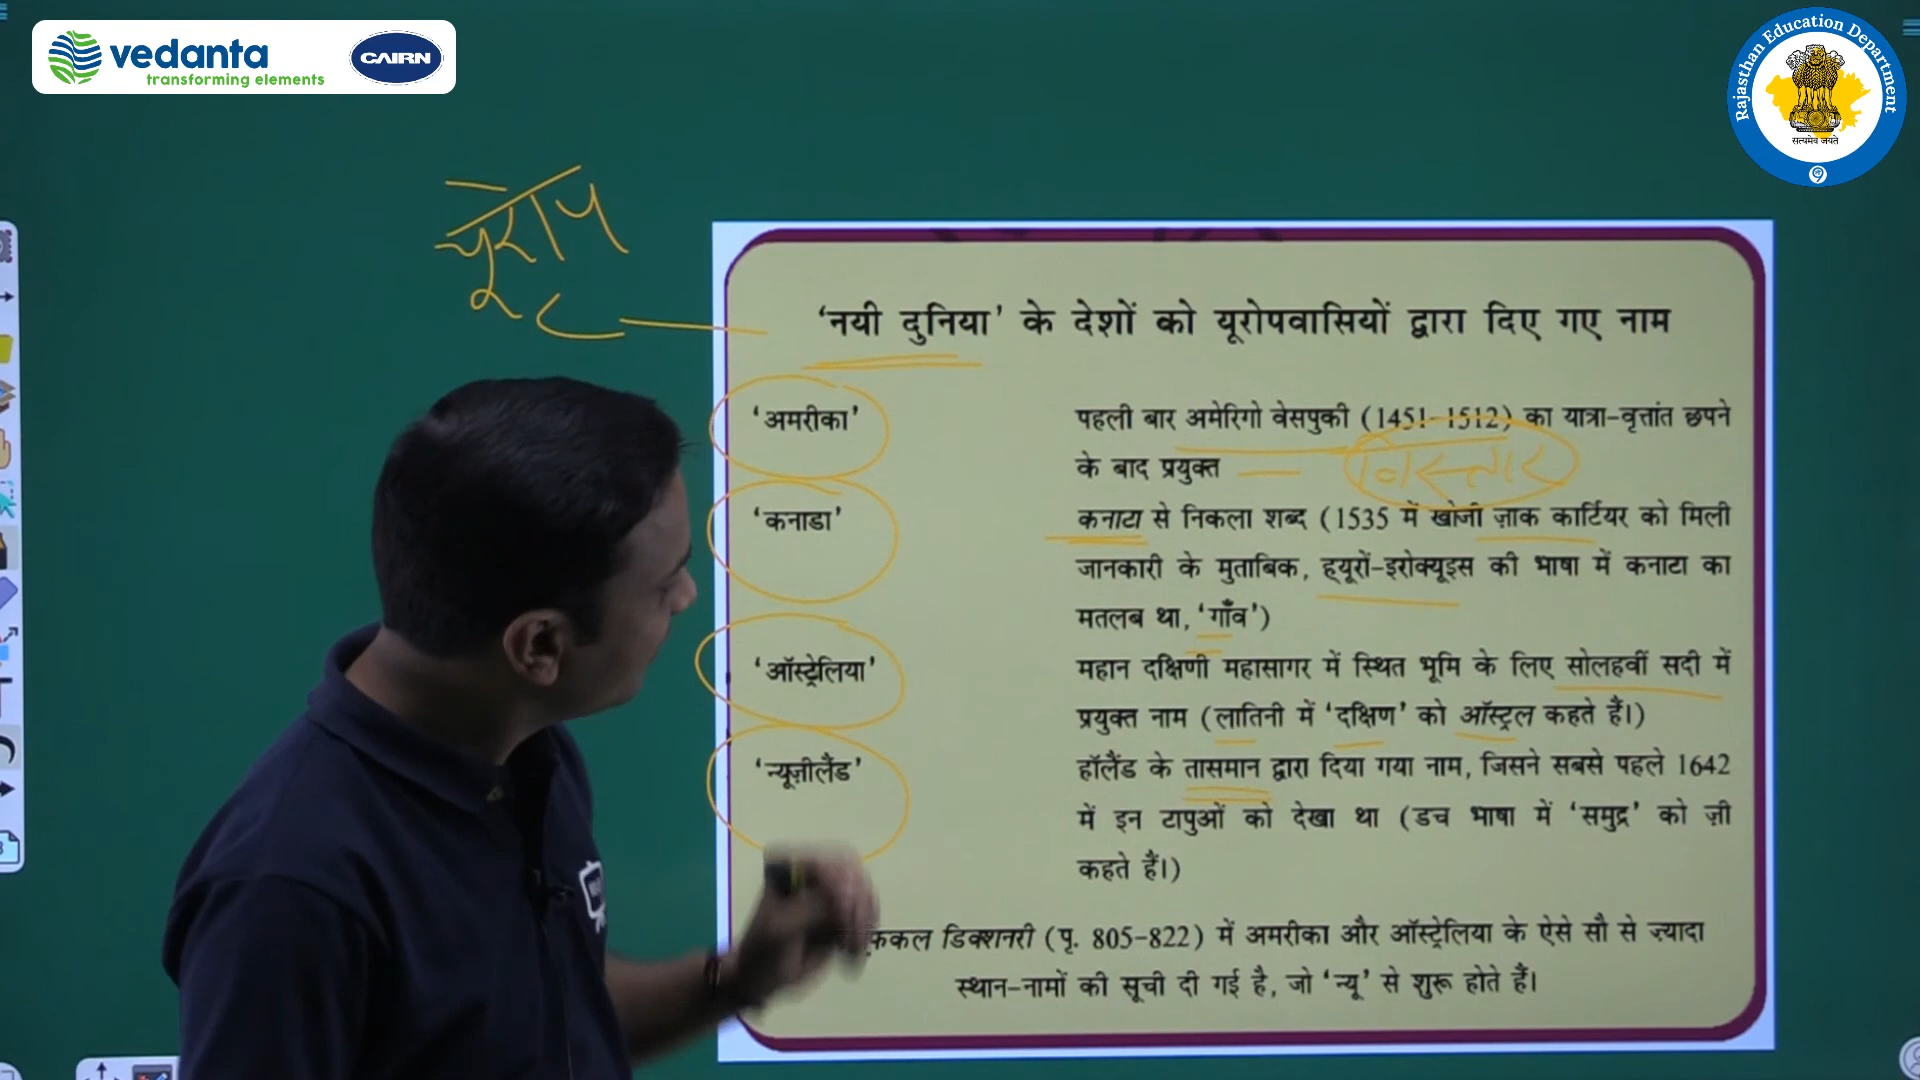 vedanta
transforming elements
CAIRN
Rajasthan Education Department
सत्यमेव जयते
यूरोप
‘नयी दुनिया’ के देशों को यूरोपवासियों द्वारा दिए गए नाम
‘अमरीका’
पहली बार अमेरिगो वेसपुकी (1451-1512) का यात्रा-वृत्तांत छपने
के बाद प्रयुक्त
विस्तार
‘कनाडा’
कनाटा से निकला शब्द (1535 में खोजी ज़ाक कार्टियर को मिली
जानकारी के मुताबिक, ह्यूरों-इरोक्यूइस की भाषा में कनाटा का
मतलब था, ‘गाँव’)
‘ऑस्ट्रेलिया’
महान दक्षिणी महासागर में स्थित भूमि के लिए सोलहवीं सदी में
प्रयुक्त नाम (लातिनी में ‘दक्षिण’ को ऑस्ट्रल कहते हैं।)
‘न्यूज़ीलैंड’
हॉलैंड के तासमान द्वारा दिया गया नाम, जिसने सबसे पहले 1642
में इन टापुओं को देखा था (डच भाषा में ‘समुद्र’ को ज़ी
कहते हैं।)
डिक्शनरी (पृ. 805-822) में अमरीका और ऑस्ट्रेलिया के ऐसे सौ से ज़्यादा
स्थान-नामों की सूची दी गई है, जो ‘न्यू’ से शुरू होते हैं।